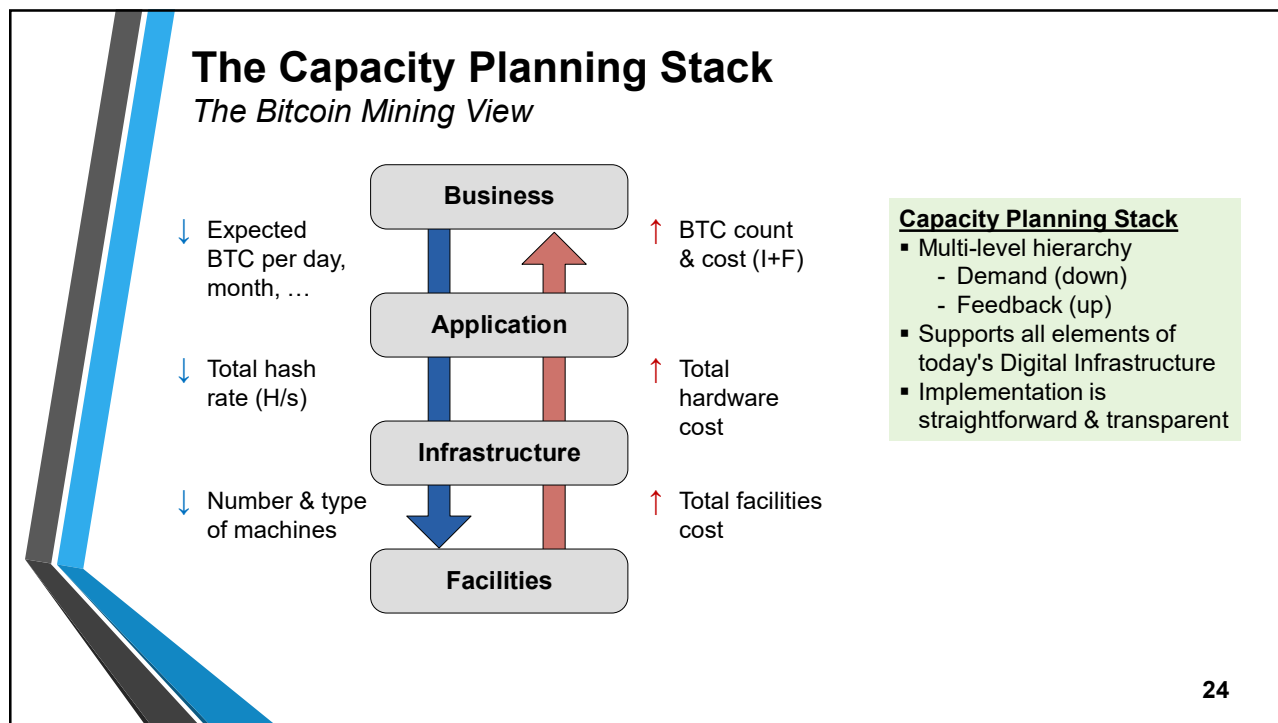 The Capacity Planning Stack
The Bitcoin Mining View
Business
↓ Expected
BTC per day,
month, …
↑ BTC count
& cost (I+F)
Application
↓ Total hash
rate (H/s)
↑ Total
hardware
cost
Infrastructure
↓ Number & type
of machines
↑ Total facilities
cost
Facilities
Capacity Planning Stack
▪ Multi-level hierarchy
- Demand (down)
- Feedback (up)
▪ Supports all elements of
today's Digital Infrastructure
▪ Implementation is
straightforward & transparent
24